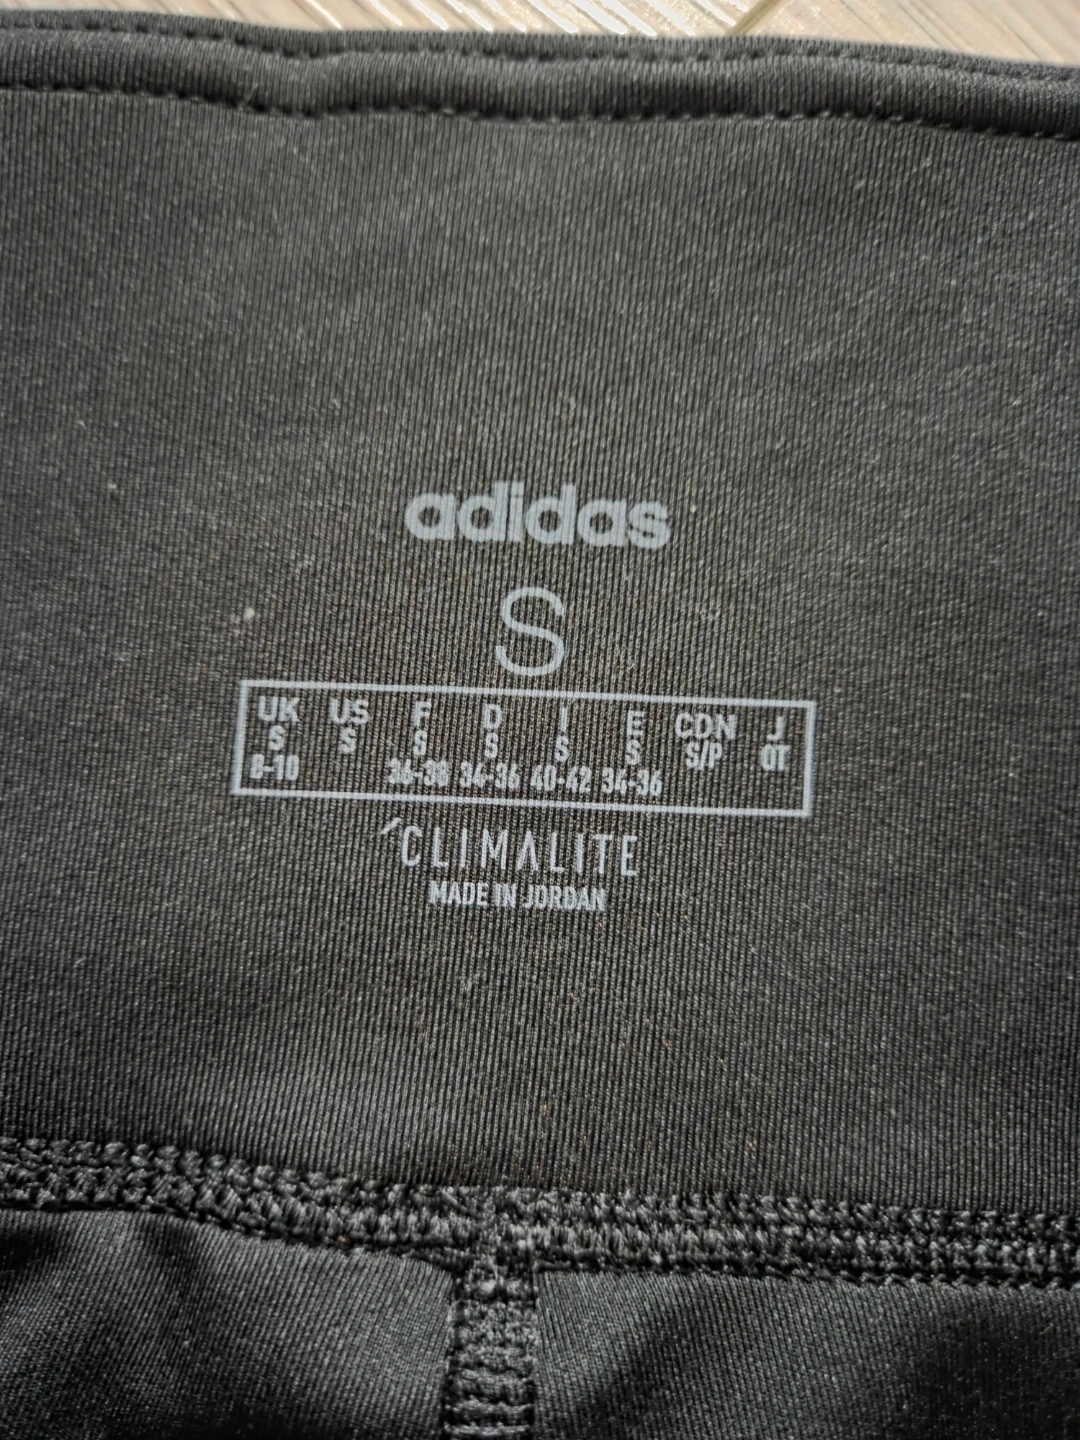 adidas
S
UK US F D I E CDN J
S S S S S S S/P OT
8-10 36-38 34-36 40-42 34-36
CLIMALITE
MADE IN JORDAN